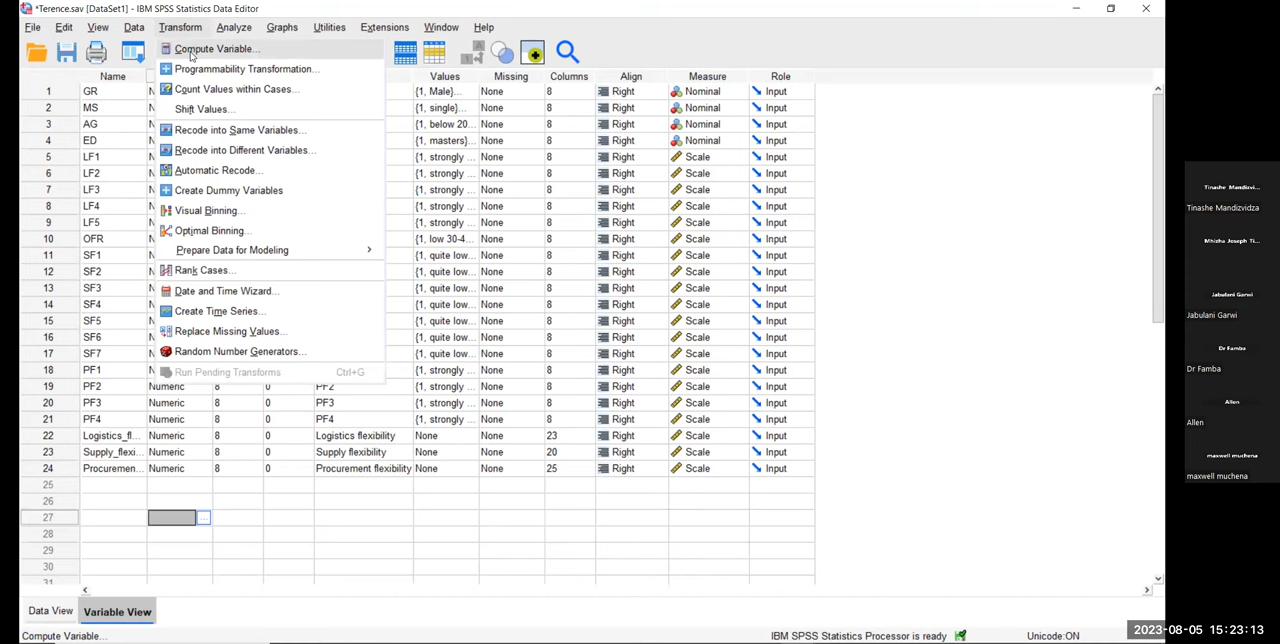 *Terence.sav [DataSet1] - IBM SPSS Statistics Data Editor
File Edit View Data Transform Analyze Graphs Utilities Extensions Window Help
Compute Variable...
Programmability Transformation...
Count Values within Cases...
Shift Values...
Recode into Same Variables...
Recode into Different Variables...
Automatic Recode...
Create Dummy Variables
Visual Binning...
Optimal Binning...
Prepare Data for Modeling
Rank Cases...
Date and Time Wizard...
Create Time Series...
Replace Missing Values...
Random Number Generators...
Run Pending Transforms Ctrl+G
Name Values Missing Columns Align Measure Role
1 GR N {1, Male}... None 8 Right Nominal Input
2 MS N {1, single}... None 8 Right Nominal Input
3 AG N {1, below 20... None 8 Right Nominal Input
4 ED N {1, masters}... None 8 Right Nominal Input
5 LF1 N {1, strongly ... None 8 Right Scale Input
6 LF2 N {1, strongly ... None 8 Right Scale Input
7 LF3 N {1, strongly ... None 8 Right Scale Input
8 LF4 N {1, strongly ... None 8 Right Scale Input
9 LF5 N {1, strongly ... None 8 Right Scale Input
10 OFR N {1, low 30-4... None 8 Right Scale Input
11 SF1 N {1, quite low... None 8 Right Scale Input
12 SF2 N {1, quite low... None 8 Right Scale Input
13 SF3 N {1, quite low... None 8 Right Scale Input
14 SF4 N {1, quite low... None 8 Right Scale Input
15 SF5 N {1, quite low... None 8 Right Scale Input
16 SF6 N {1, quite low... None 8 Right Scale Input
17 SF7 N {1, quite low... None 8 Right Scale Input
18 PF1 N {1, strongly ... None 8 Right Scale Input
19 PF2 Numeric 8 0 PF2 {1, strongly ... None 8 Right Scale Input
20 PF3 Numeric 8 0 PF3 {1, strongly ... None 8 Right Scale Input
21 PF4 Numeric 8 0 PF4 {1, strongly ... None 8 Right Scale Input
22 Logistics_fl... Numeric 8 0 Logistics flexibility None None 23 Right Scale Input
23 Supply_flexi... Numeric 8 0 Supply flexibility None None 20 Right Scale Input
24 Procuremen... Numeric 8 0 Procurement flexibility None None 25 Right Scale Input
25
26
27
28
29
30
31
Data View Variable View
Compute Variable... IBM SPSS Statistics Processor is ready Unicode:ON
Tinashe Mandizvi...
Tinashe Mandizvidza
Mhizha Joseph Ti...
Jabulani Garwi
Jabulani Garwi
Dr Famba
Dr Famba
Allen
Allen
maxwell muchena
maxwell muchena
2023-08-05 15:23:13